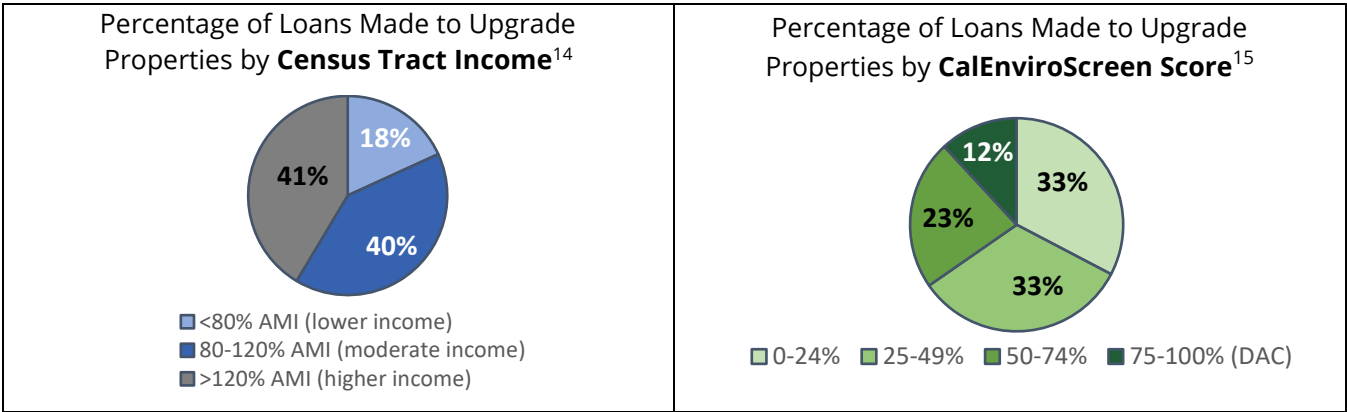 Percentage of Loans Made to Upgrade
Properties by Census Tract Income14
18%
41%
40%
<80% AMI (lower income)
80-120% AMI (moderate income)
>120% AMI (higher income)
Percentage of Loans Made to Upgrade
Properties by CalEnviroScreen Score15
12%
33%
23%
33%
0-24% 25-49% 50-74% 75-100% (DAC)